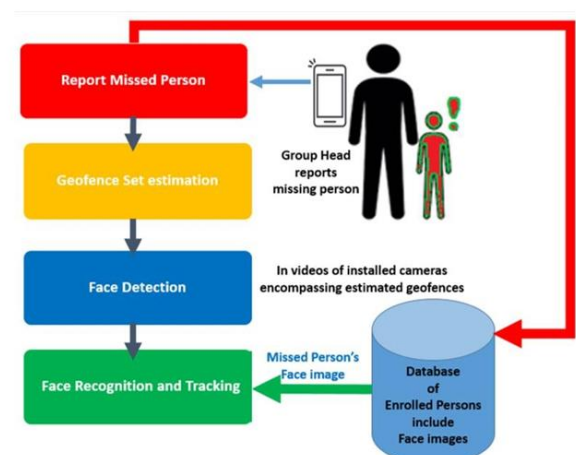 Report Missed Person
Group Head
reports
missing person
Geofence Set estimation
Face Detection
In videos of installed cameras
encompassing estimated geofences
Missed Person's
Face image
Face Recognition and Tracking
Database
of
Enrolled Persons
include
Face images